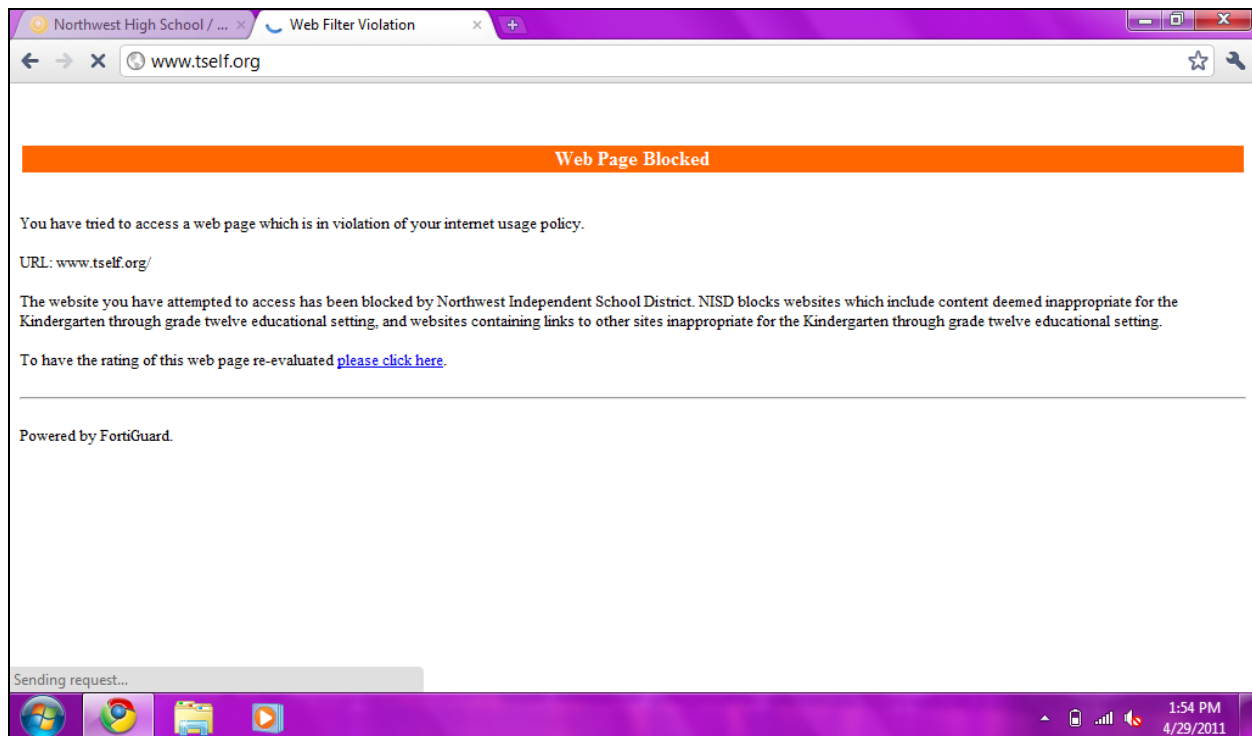 Northwest High School / ...
Web Filter Violation
www.tself.org
Web Page Blocked
You have tried to access a web page which is in violation of your internet usage policy.
URL: www.tself.org/
The website you have attempted to access has been blocked by Northwest Independent School District. NISD blocks websites which include content deemed inappropriate for the
Kindergarten through grade twelve educational setting, and websites containing links to other sites inappropriate for the Kindergarten through grade twelve educational setting.
To have the rating of this web page re-evaluated please click here.
Powered by FortiGuard.
Sending request...
1:54 PM
4/29/2011